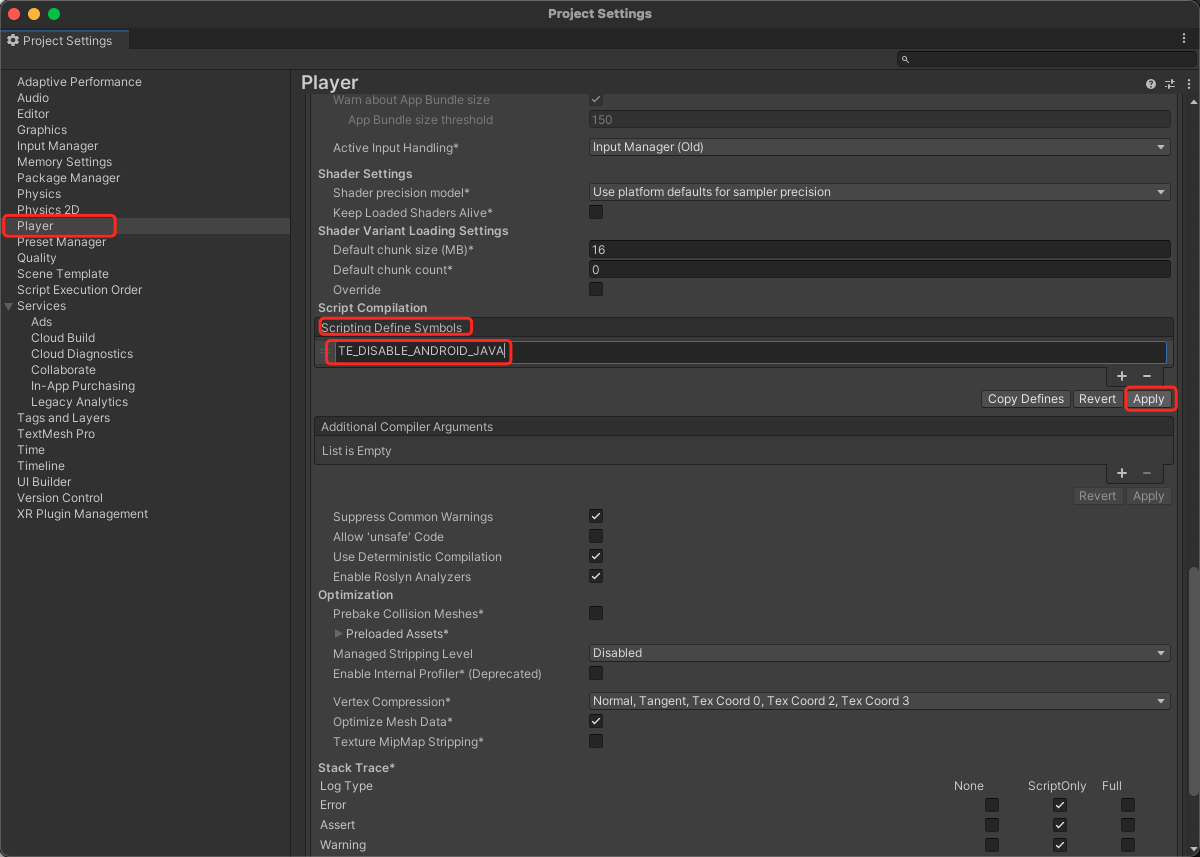 Project Settings
Project Settings
Adaptive Performance
Audio
Editor
Graphics
Input Manager
Memory Settings
Package Manager
Physics
Physics 2D
Player
Preset Manager
Quality
Scene Template
Script Execution Order
Services
Ads
Cloud Build
Cloud Diagnostics
Collaborate
In-App Purchasing
Legacy Analytics
Tags and Layers
TextMesh Pro
Time
Timeline
UI Builder
Version Control
XR Plugin Management
Player
Warn about App Bundle size
App Bundle size threshold 150
Active Input Handling* Input Manager (Old)
Shader Settings
Shader precision model* Use platform defaults for sampler precision
Keep Loaded Shaders Alive*
Shader Variant Loading Settings
Default chunk size (MB)* 16
Default chunk count* 0
Override
Script Compilation
Scripting Define Symbols
TE_DISABLE_ANDROID_JAVA
+ −
Copy Defines Revert Apply
Additional Compiler Arguments
List is Empty
+ −
Revert Apply
Suppress Common Warnings
Allow 'unsafe' Code
Use Deterministic Compilation
Enable Roslyn Analyzers
Optimization
Prebake Collision Meshes*
Preloaded Assets*
Managed Stripping Level Disabled
Enable Internal Profiler* (Deprecated)
Vertex Compression* Normal, Tangent, Tex Coord 0, Tex Coord 2, Tex Coord 3
Optimize Mesh Data*
Texture MipMap Stripping*
Stack Trace*
Log Type None ScriptOnly Full
Error
Assert
Warning